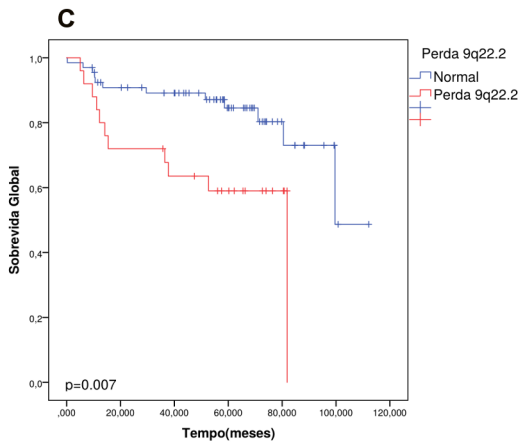 C
Perda 9q22.2
Normal
Perda 9q22.2
Sobrevida Global
1,0
0,8
0,6
0,4
0,2
0,0
p=0.007
,000 20,000 40,000 60,000 80,000 100,000 120,000
Tempo(meses)